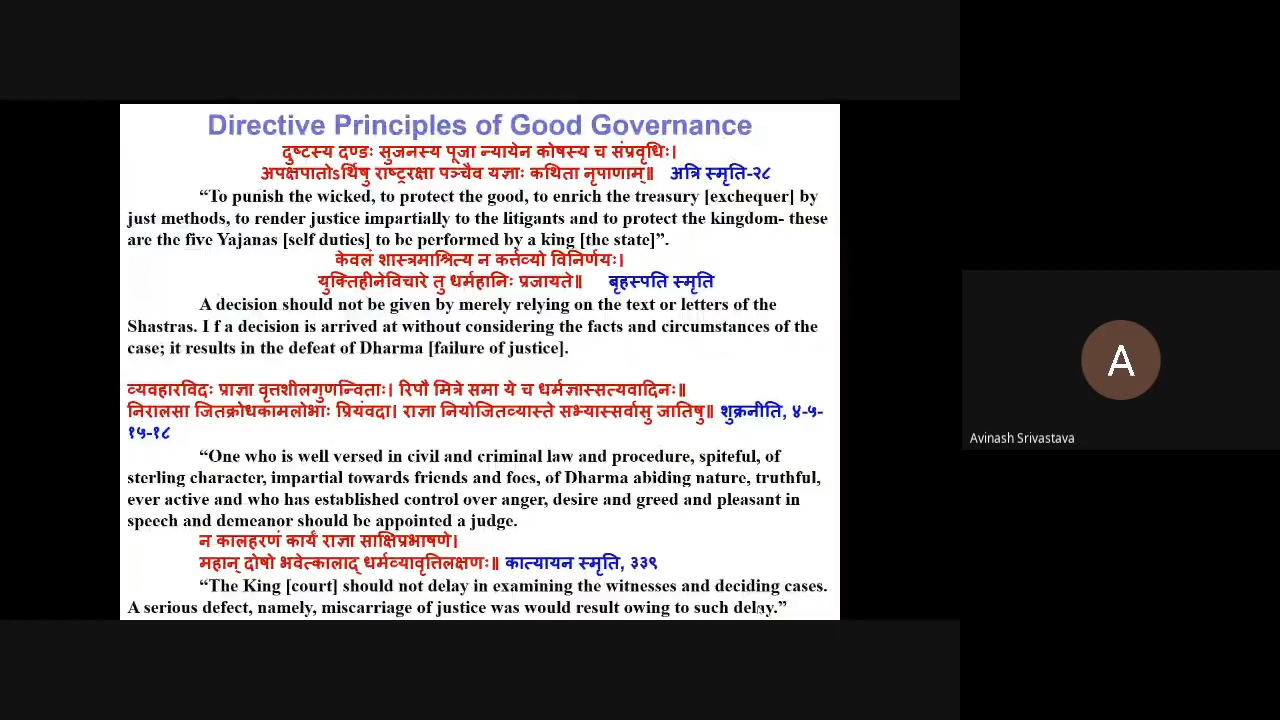 Directive Principles of Good Governance
दुष्टस्य दण्डः सुजनस्य पूजा न्यायेन कोषस्य च संप्रवृधिः।
अपक्षपातोऽर्थिषु राष्ट्ररक्षा पञ्चैव यज्ञाः कथिता नृपाणाम्॥ अत्रि स्मृति-२८
“To punish the wicked, to protect the good, to enrich the treasury [exchequer] by
just methods, to render justice impartially to the litigants and to protect the kingdom- these
are the five Yajanas [self duties] to be performed by a king [the state]”.
केवलं शास्त्रमाश्रित्य न कर्त्तव्यो विनिर्णयः।
युक्तिहीनेविचारे तु धर्महानिः प्रजायते॥ बृहस्पति स्मृति
A decision should not be given by merely relying on the text or letters of the
Shastras. I f a decision is arrived at without considering the facts and circumstances of the
case; it results in the defeat of Dharma [failure of justice].
व्यवहारविदः प्राज्ञा वृत्तशीलगुणन्विताः। रिपौ मित्रे समा ये च धर्मज्ञास्सत्यवादिनः॥
निरालसा जितक्रोधकामलोभाः प्रियंवदा। राज्ञा नियोजितव्यास्ते सभ्यास्सर्वासु जातिषु॥ शुक्रनीति, ४-५-
१५-१८
“One who is well versed in civil and criminal law and procedure, spiteful, of
sterling character, impartial towards friends and foes, of Dharma abiding nature, truthful,
ever active and who has established control over anger, desire and greed and pleasant in
speech and demeanor should be appointed a judge.
न कालहरणं कार्यं राज्ञा साक्षिप्रभाषणे।
महान् दोषो भवेत्कालाद् धर्मव्यावृत्तिलक्षणः॥ कात्यायन स्मृति, ३३९
“The King [court] should not delay in examining the witnesses and deciding cases.
A serious defect, namely, miscarriage of justice was would result owing to such delay.”
A
Avinash Srivastava